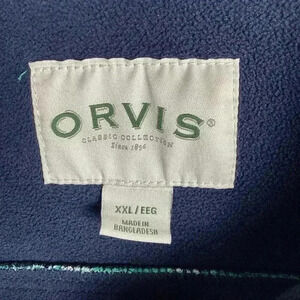 ORVIS®
CLASSIC COLLECTION
Since 1856
XXL/EEG
MADE IN
BANGLADESH